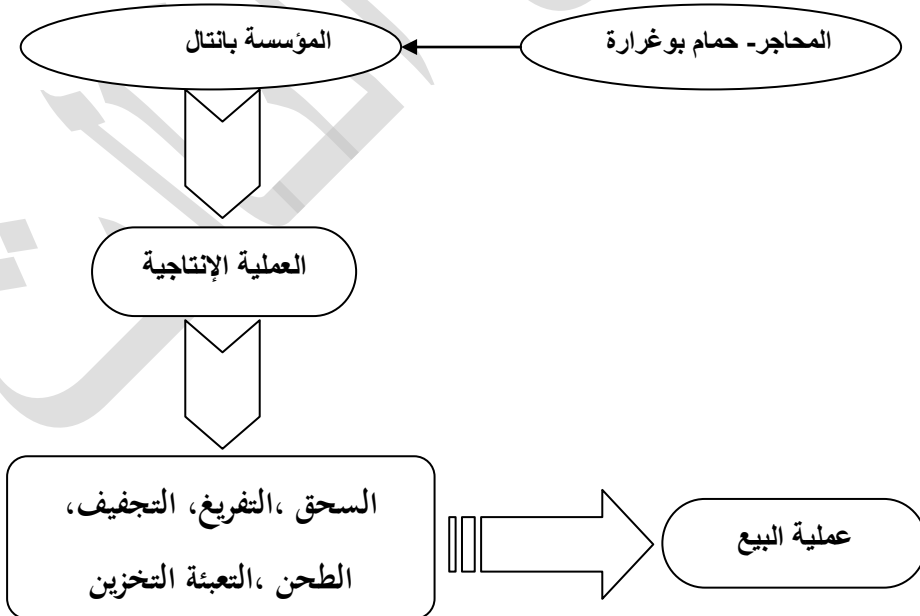 المحاجر- حمام بوغرارة
المؤسسة بانتال
العملية الإنتاجية
السحق ،التفريغ، التجفيف،
الطحن ،التعبئة التخزين
عملية البيع